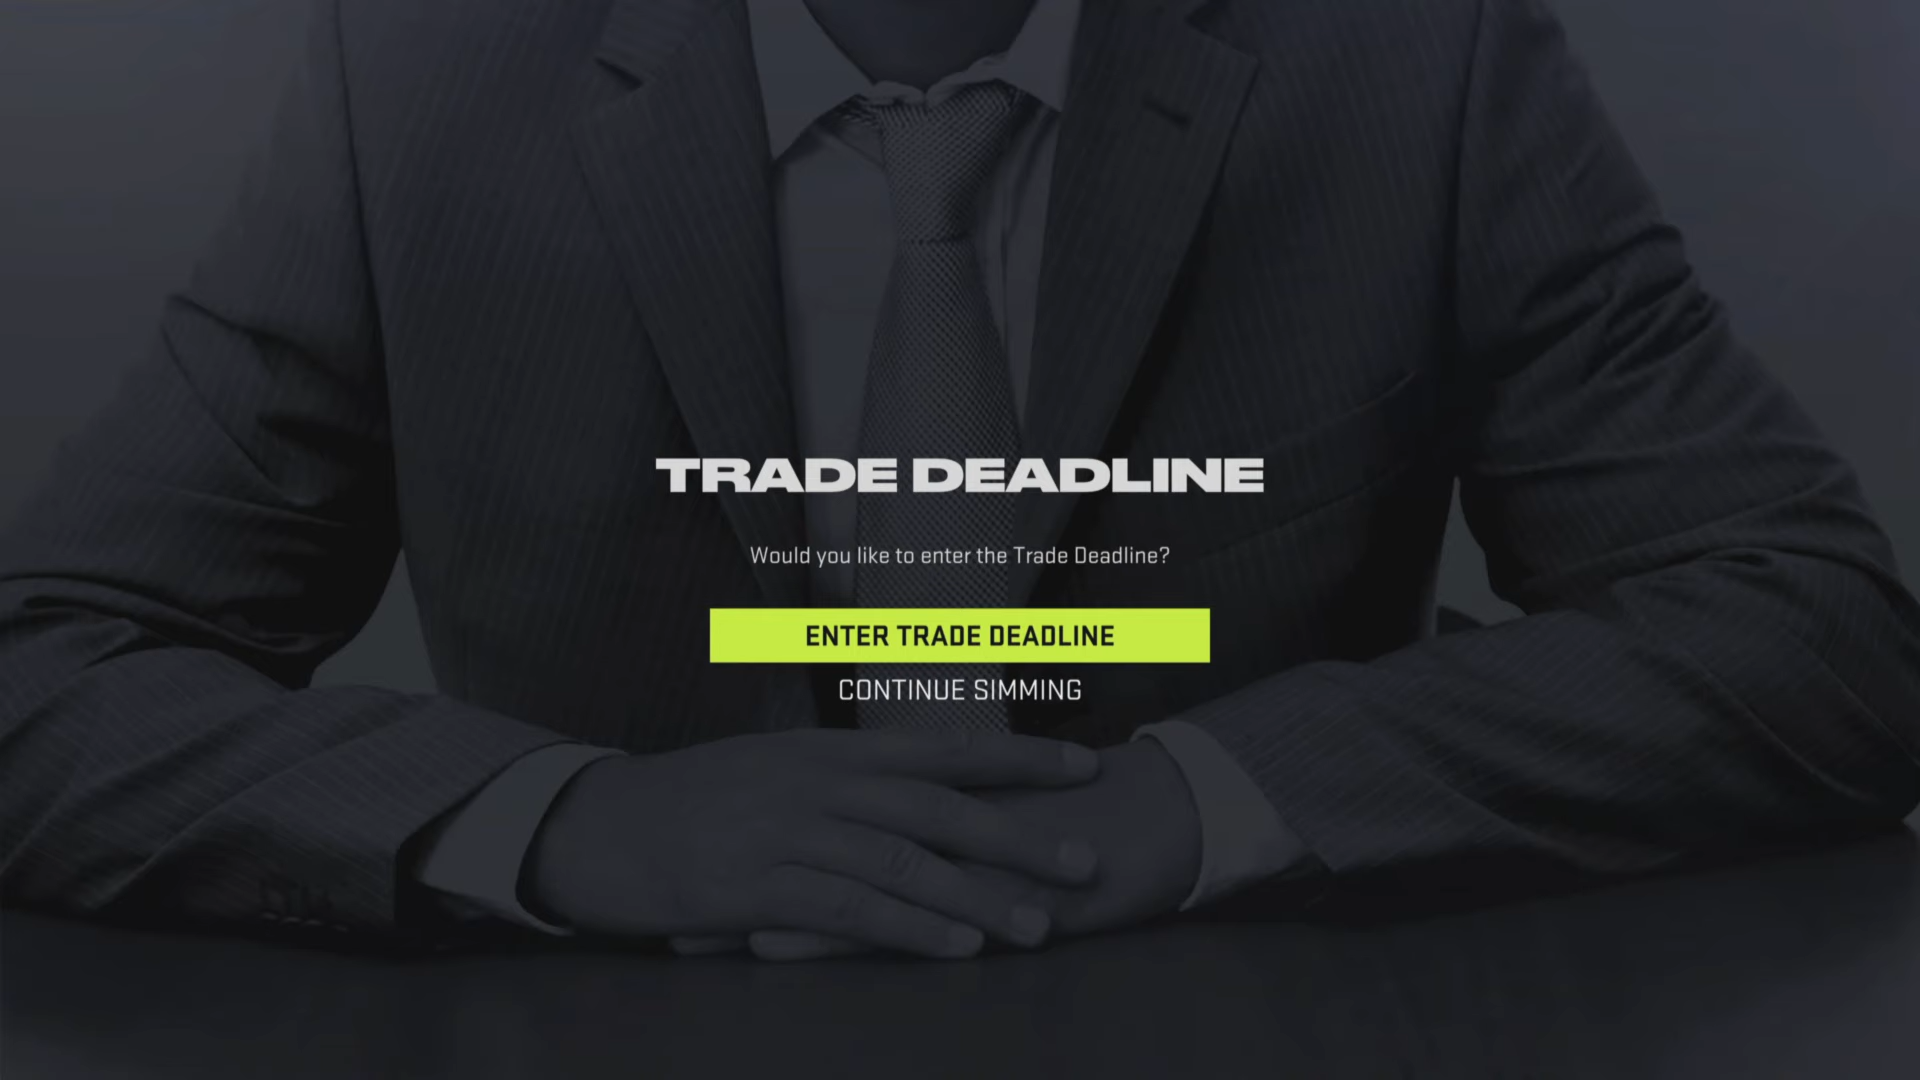 TRADE DEADLINE
Would you like to enter the Trade Deadline?
ENTER TRADE DEADLINE
CONTINUE SIMMING